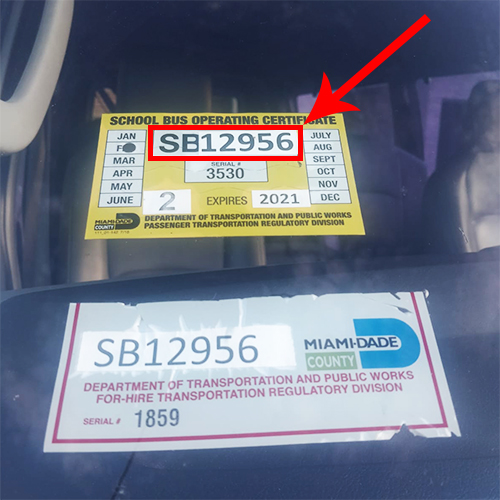 SCHOOL BUS OPERATING CERTIFICATE
JAN SB12956 JULY
AUG
MAR SERIAL # SEPT
APR 3530 OCT
MAY NOV
JUNE 2 EXPIRES 2021 DEC
MIAMI-DADE COUNTY
DEPARTMENT OF TRANSPORTATION AND PUBLIC WORKS
PASSENGER TRANSPORTATION REGULATORY DIVISION
SB12956
MIAMI-DADE
COUNTY
DEPARTMENT OF TRANSPORTATION AND PUBLIC WORKS
FOR-HIRE TRANSPORTATION REGULATORY DIVISION
SERIAL # 1859